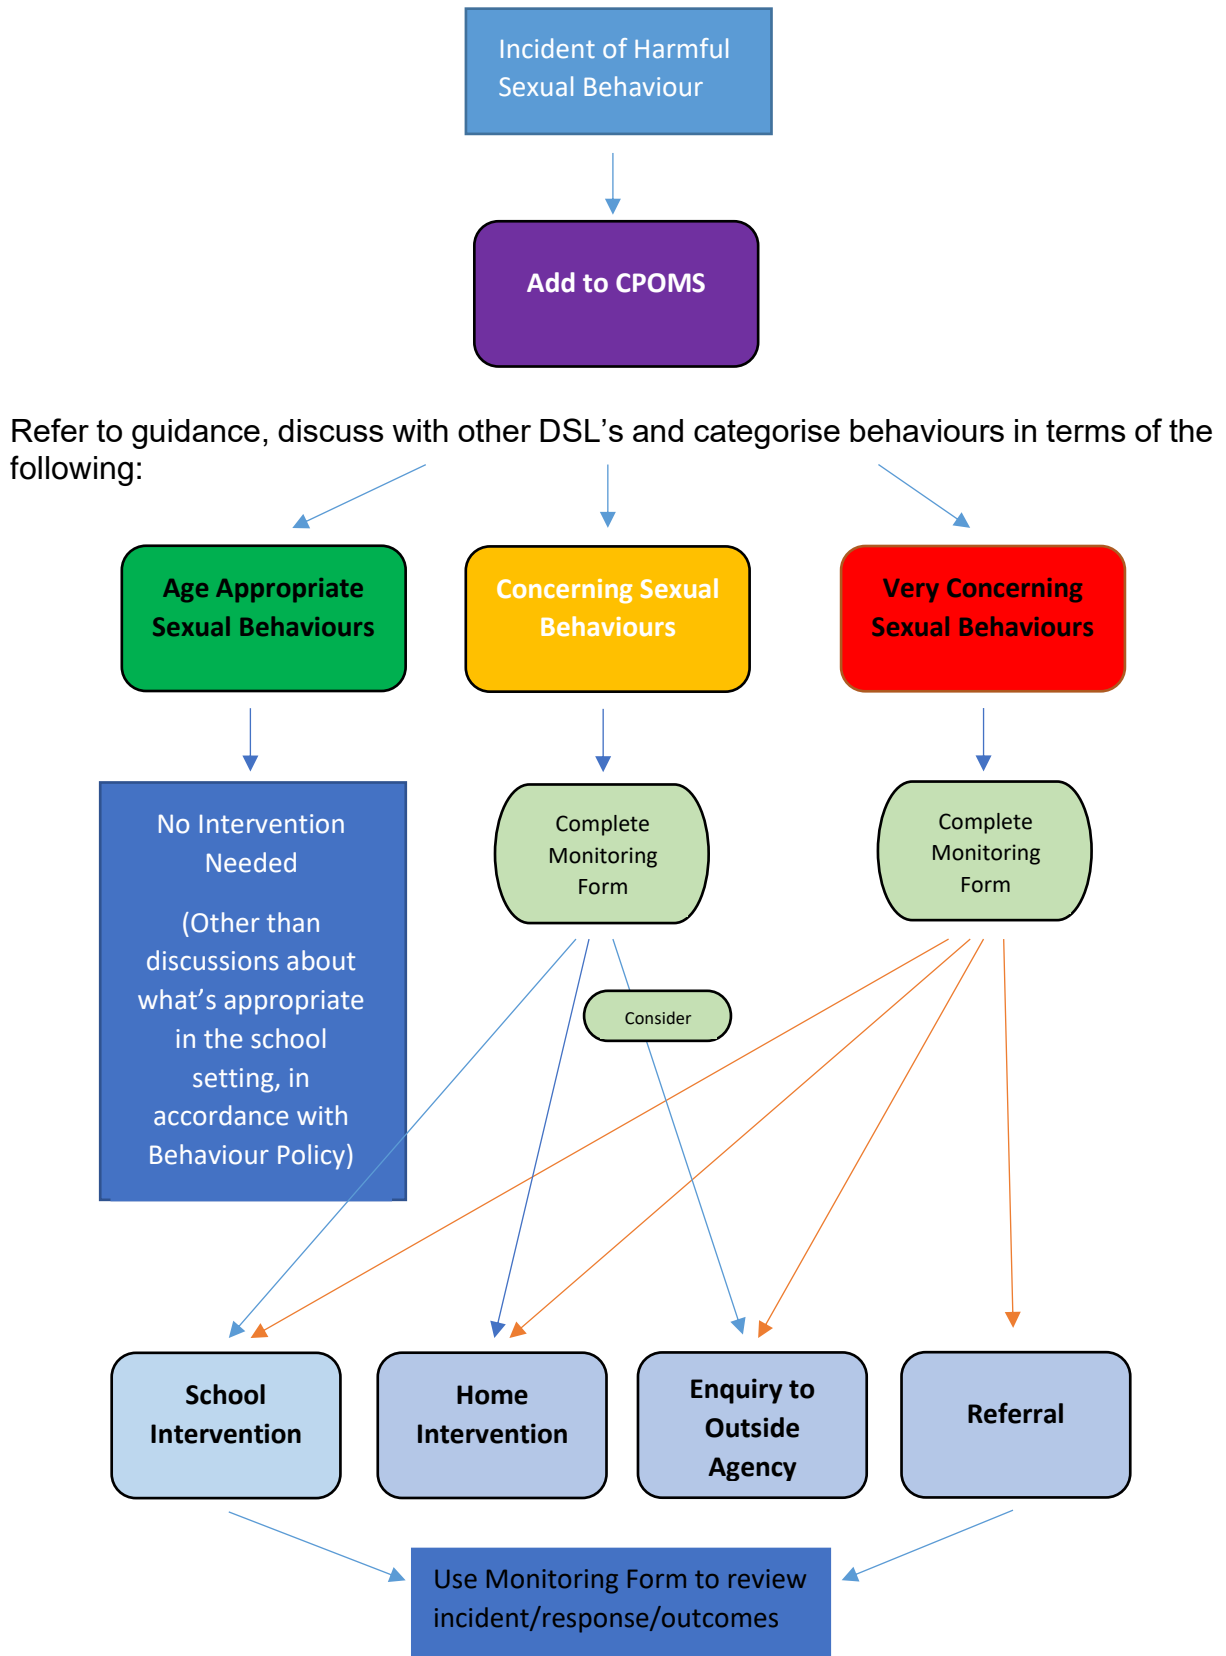 Incident of Harmful
Sexual Behaviour
Add to CPOMS
Refer to guidance, discuss with other DSL’s and categorise behaviours in terms of the
following:
Age Appropriate
Sexual Behaviours
Concerning Sexual
Behaviours
Very Concerning
Sexual Behaviours
No Intervention
Needed
(Other than
discussions about
what’s appropriate
in the school
setting, in
accordance with
Behaviour Policy)
Complete
Monitoring
Form
Complete
Monitoring
Form
Consider
School
Intervention
Home
Intervention
Enquiry to
Outside
Agency
Referral
Use Monitoring Form to review
incident/response/outcomes